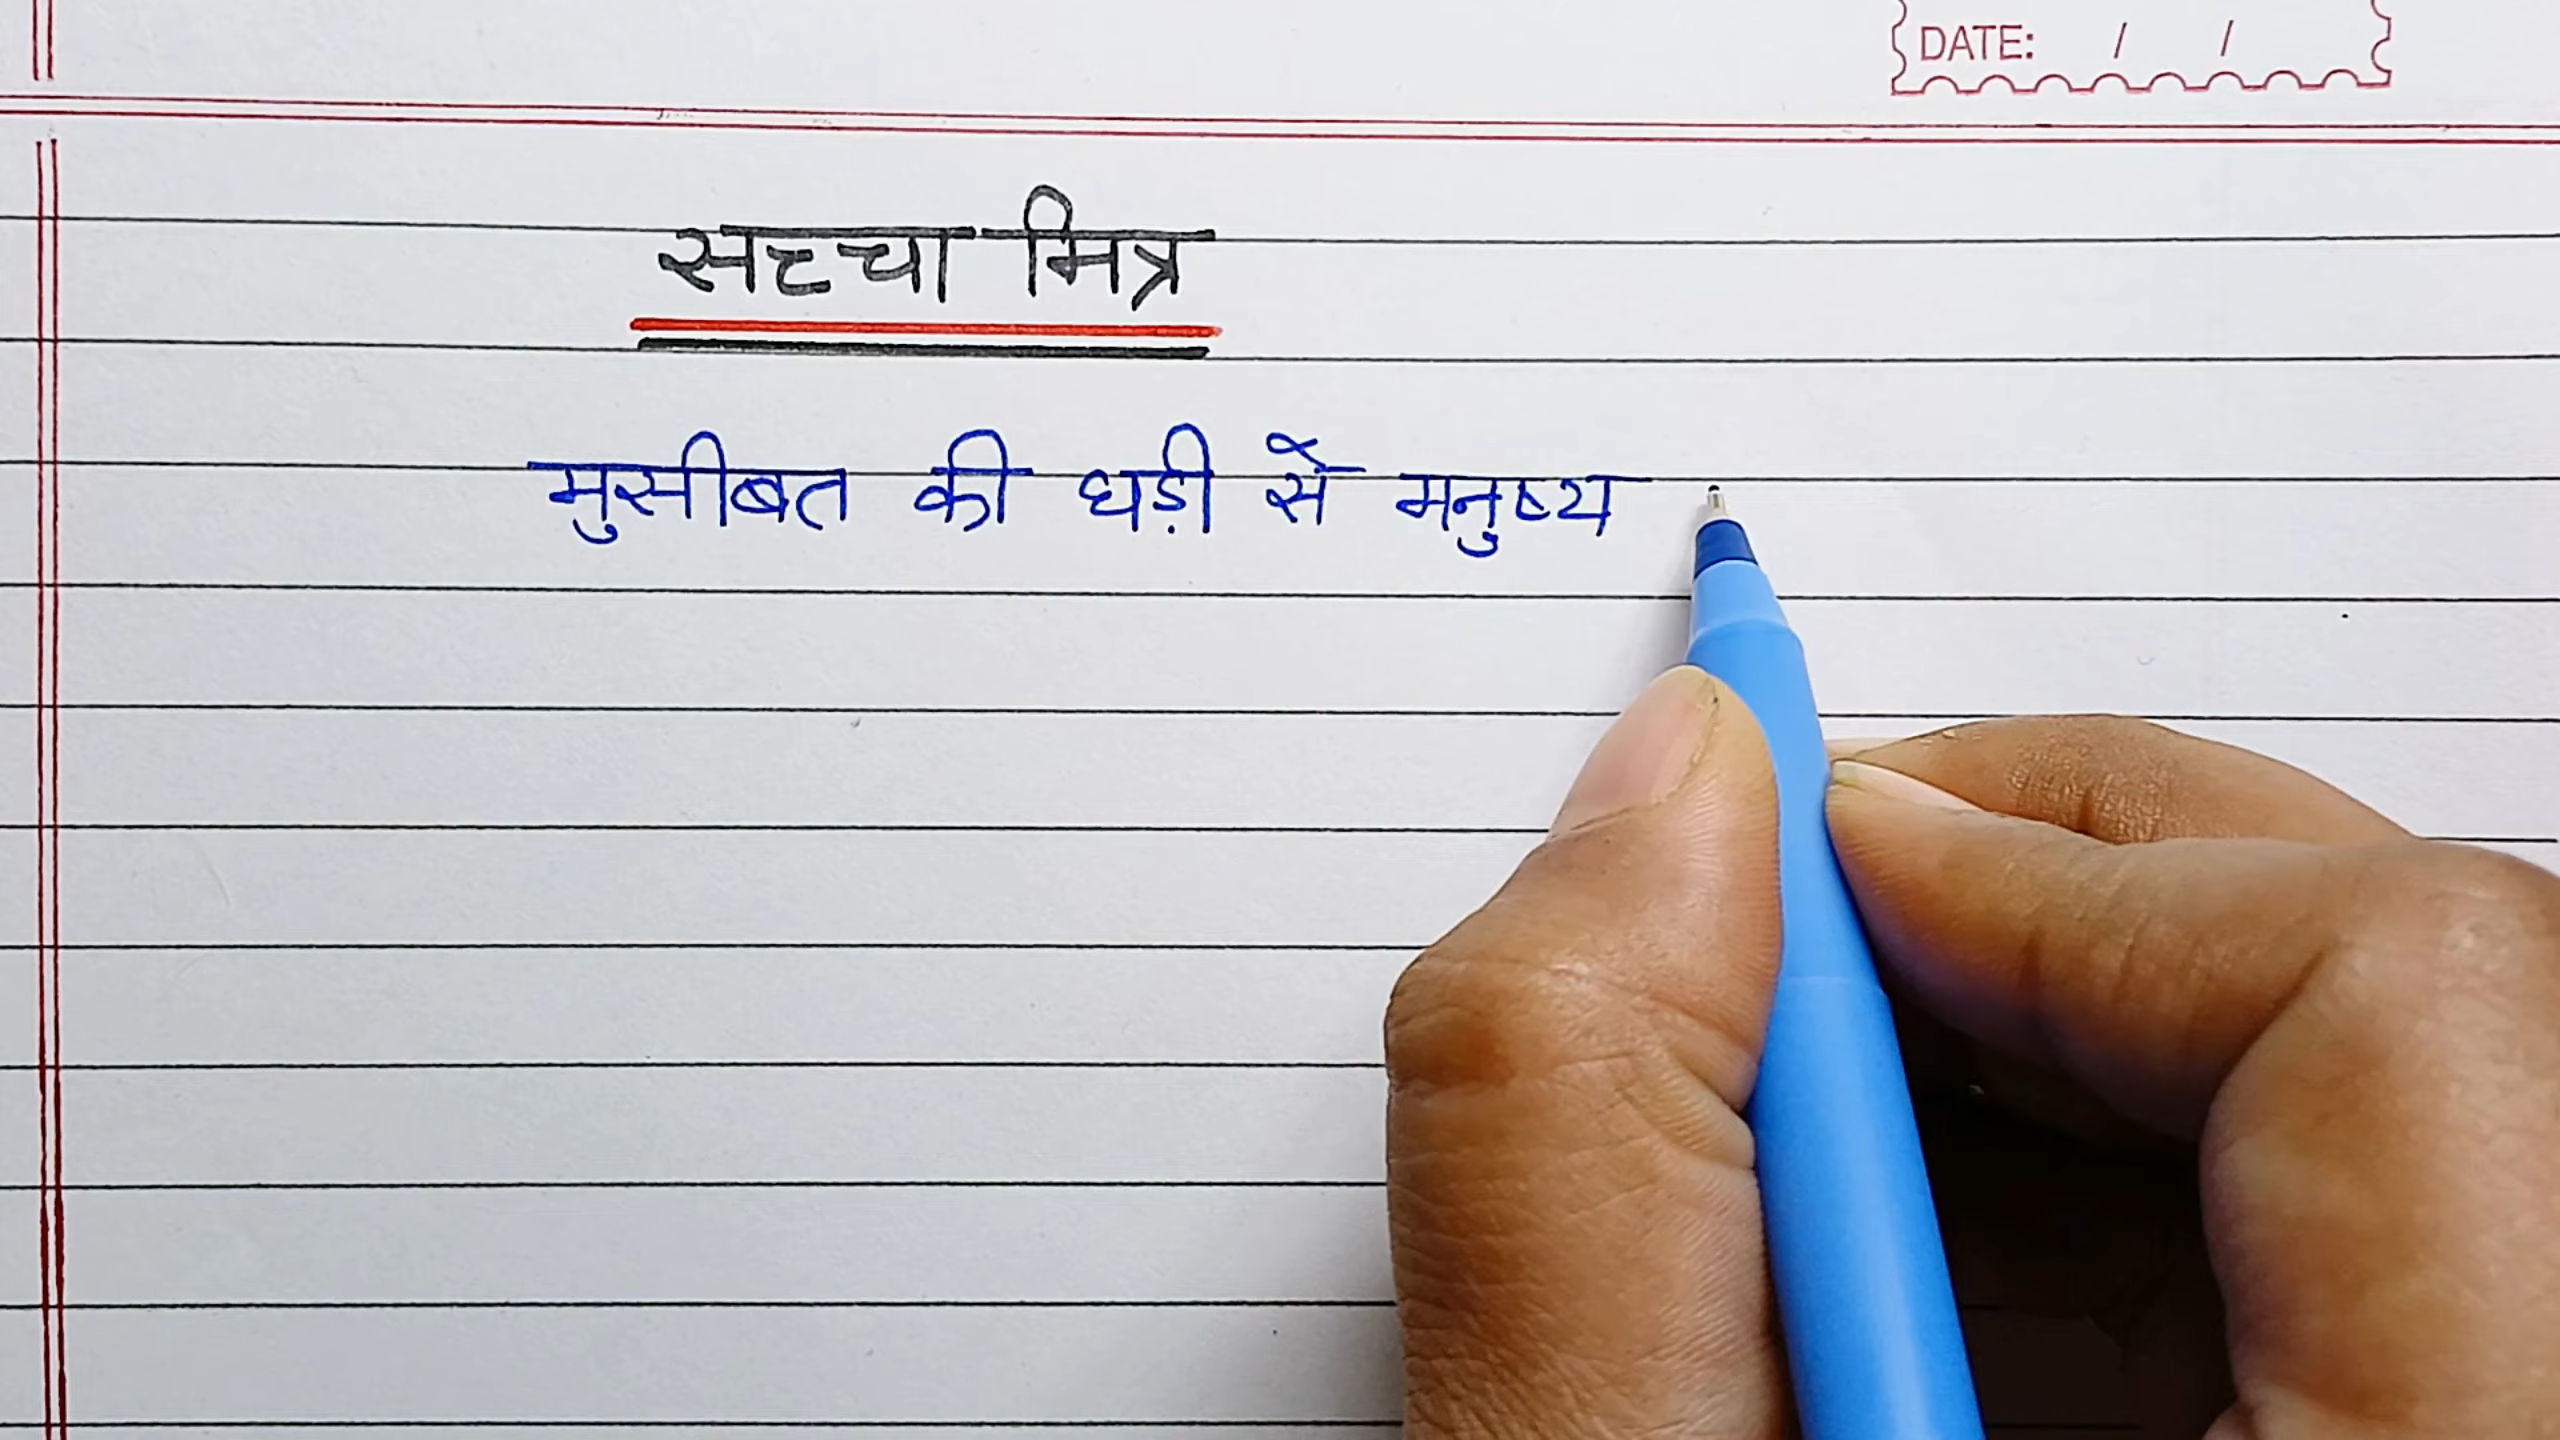 DATE: / /
सच्चा मित्र
मुसीबत की घड़ी से मनुष्य